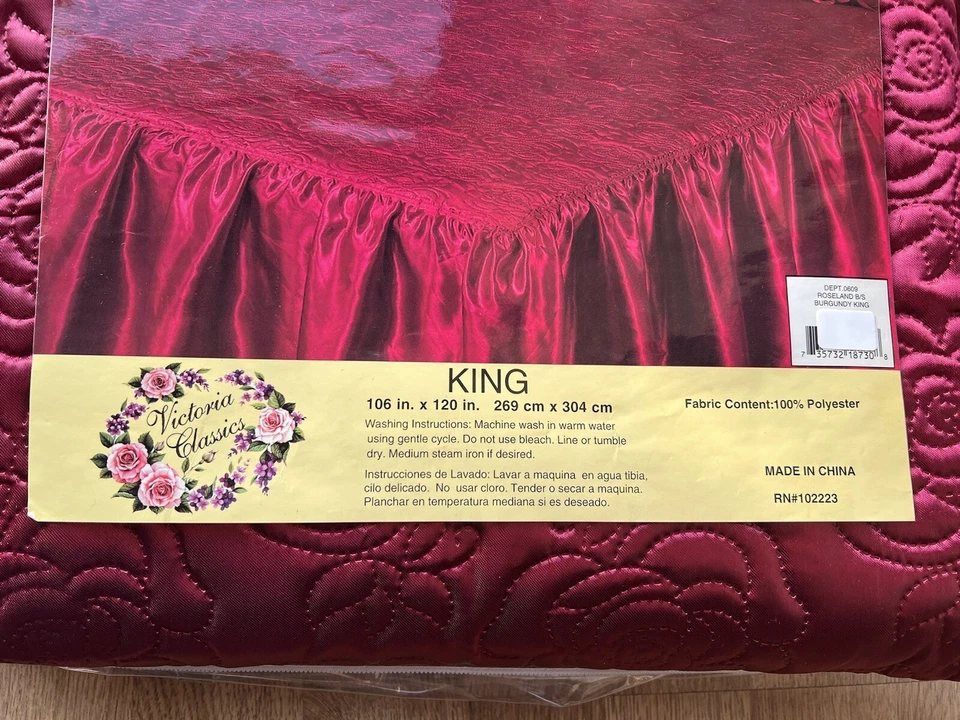 DEPT.0609
ROSELAND B/S
BURGUNDY KING
7 35732 18730 8
Victoria
Classics
KING
106 in. x 120 in. 269 cm x 304 cm
Washing Instructions: Machine wash in warm water
using gentle cycle. Do not use bleach. Line or tumble
dry. Medium steam iron if desired.
Instrucciones de Lavado: Lavar a maquina en agua tibia,
cilo delicado. No usar cloro. Tender o secar a maquina.
Planchar en temperatura mediana si es deseado.
Fabric Content:100% Polyester
MADE IN CHINA
RN#102223